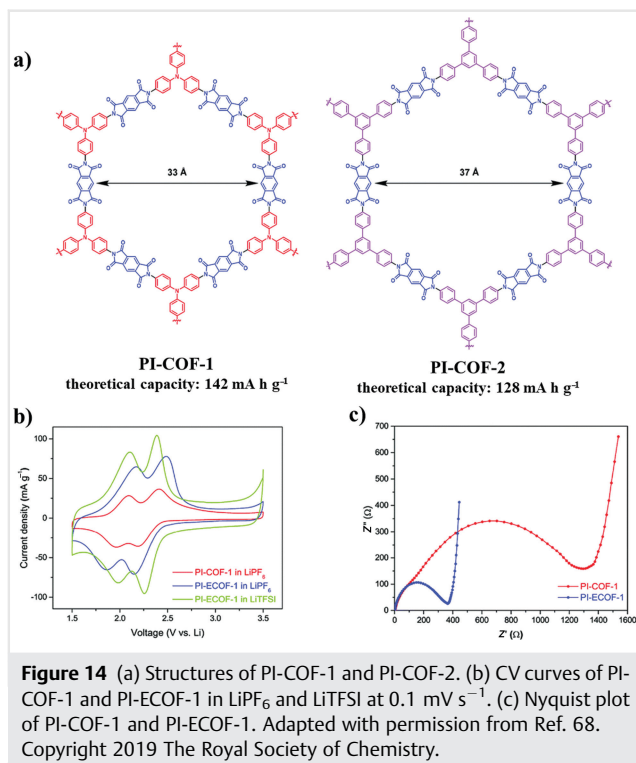 a)
33 Å
37 Å
PI-COF-1
theoretical capacity: 142 mA h g⁻¹
PI-COF-2
theoretical capacity: 128 mA h g⁻¹
b)
Current density (mA g⁻¹)
100
50
0
-50
-100
PI-COF-1 in LiPF₆
PI-ECOF-1 in LiPF₆
PI-ECOF-1 in LiTFSI
1.5 2.0 2.5 3.0 3.5
Voltage (V vs. Li)
c)
Z" (Ω)
700
600
500
400
300
200
100
0
PI-COF-1
PI-ECOF-1
0 200 400 600 800 1000 1200 1400 1600
Z' (Ω)
Figure 14 (a) Structures of PI-COF-1 and PI-COF-2. (b) CV curves of PI-
COF-1 and PI-ECOF-1 in LiPF₆ and LiTFSI at 0.1 mV s⁻¹. (c) Nyquist plot
of PI-COF-1 and PI-ECOF-1. Adapted with permission from Ref. 68.
Copyright 2019 The Royal Society of Chemistry.